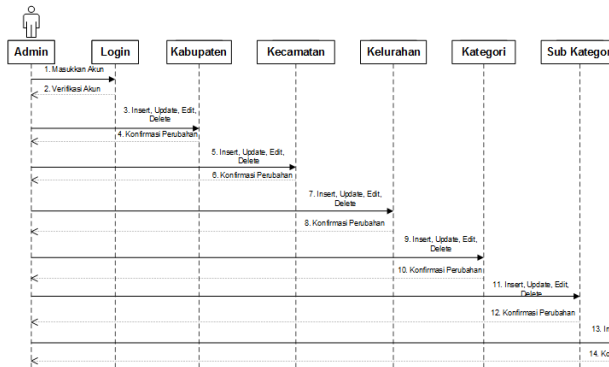 Admin
Login
Kabupaten
Kecamatan
Kelurahan
Kategori
Sub Kategor
1. Masukkan Akun
2. Verifikasi Akun
3. Insert, Update, Edit,
Delete
4. Konfirmasi Perubahan
5. Insert, Update, Edit,
Delete
6. Konfirmasi Perubahan
7. Insert, Update, Edit,
Delete
8. Konfirmasi Perubahan
9. Insert, Update, Edit,
Delete
10. Konfirmasi Perubahan
11. Insert, Update, Edit,
Delete
12. Konfirmasi Perubahan
13. In
14. Ko